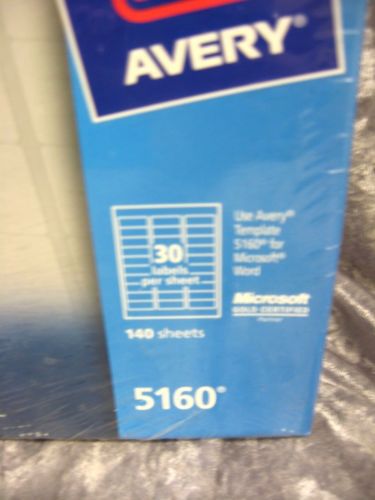 AVERY®
30
labels
per sheet
Use Avery®
Template
5160® for
Microsoft®
Word
Microsoft
GOLD CERTIFIED
Partner
140 sheets
5160®